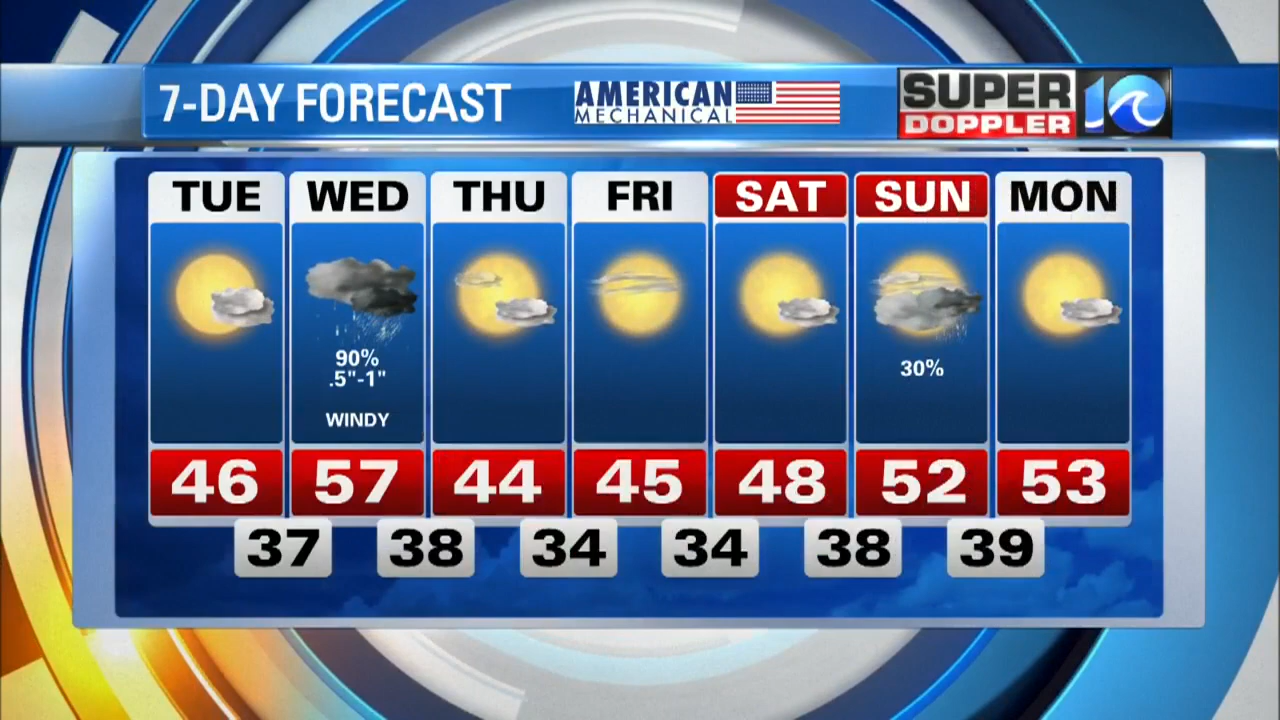 7-DAY FORECAST
AMERICAN
MECHANICAL
SUPER
DOPPLER
10
TUE WED THU FRI SAT SUN MON
90%
.5"-1"
30%
WINDY
46 57 44 45 48 52 53
37 38 34 34 38 39